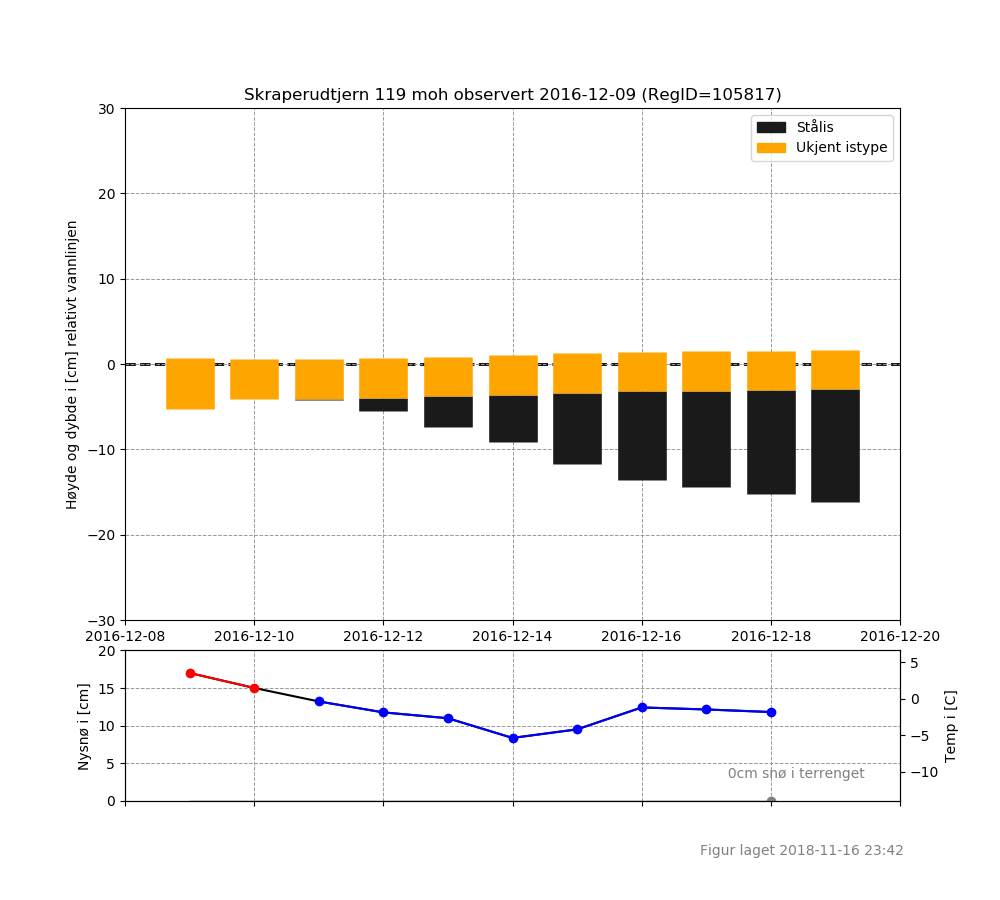 Skraperudtjern 119 moh observert 2016-12-09 (RegID=105817)
Stålis
Ukjent istype
Høyde og dybde i [cm] relativt vannlinjen
30
20
10
0
−10
−20
−30
2016-12-08 2016-12-10 2016-12-12 2016-12-14 2016-12-16 2016-12-18 2016-12-20
Nysnø i [cm]
20
15
10
5
0
5
0
−5
−10
Temp i [C]
0cm snø i terrenget
Figur laget 2018-11-16 23:42